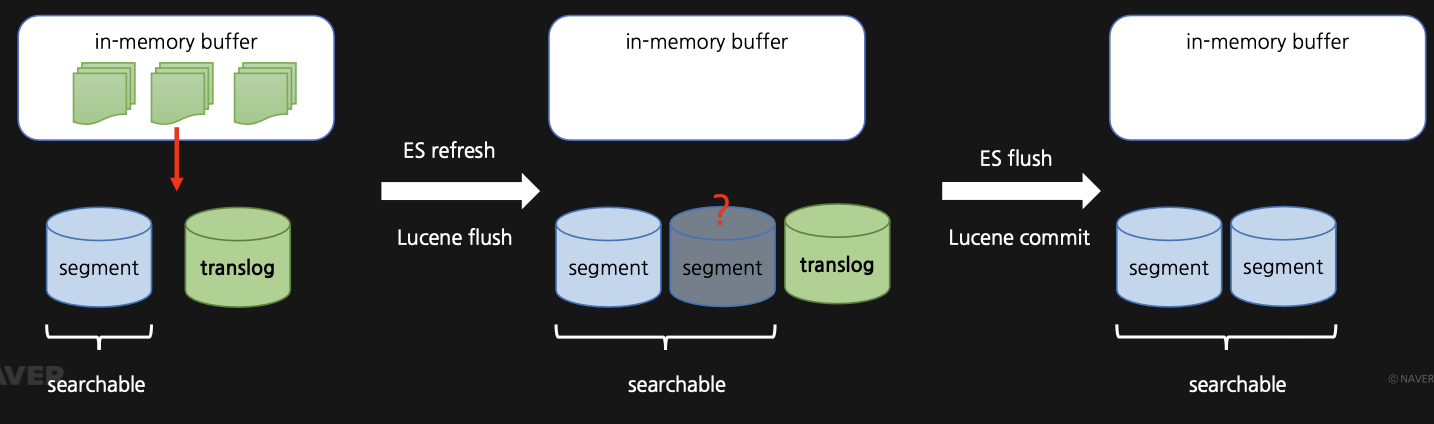 in-memory buffer
in-memory buffer
in-memory buffer
ES refresh
Lucene flush
ES flush
Lucene commit
segment
translog
segment
?
segment
translog
segment
segment
searchable
searchable
searchable
AVER
© NAVER